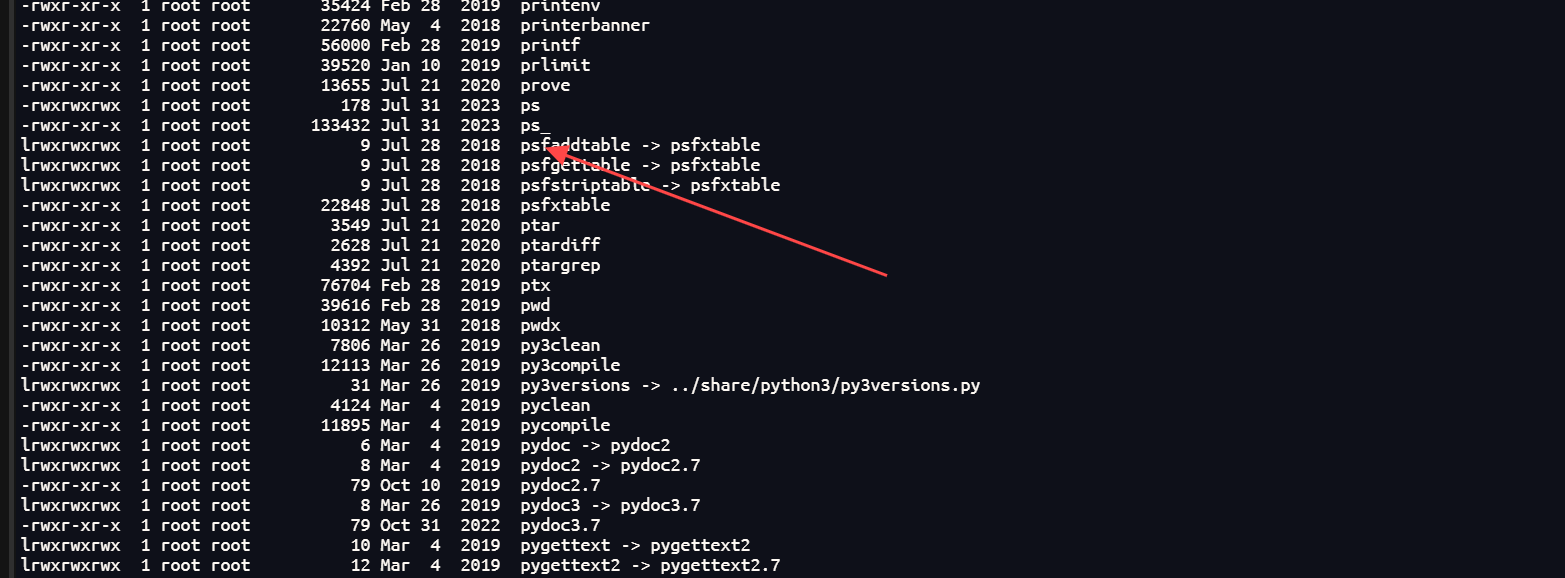 -rwxr-xr-x 1 root root 35424 Feb 28 2019 printenv
-rwxr-xr-x 1 root root 22760 May 4 2018 printerbanner
-rwxr-xr-x 1 root root 56000 Feb 28 2019 printf
-rwxr-xr-x 1 root root 39520 Jan 10 2019 prlimit
-rwxr-xr-x 1 root root 13655 Jul 21 2020 prove
-rwxrwxrwx 1 root root 178 Jul 31 2023 ps
-rwxr-xr-x 1 root root 133432 Jul 31 2023 ps_
lrwxrwxrwx 1 root root 9 Jul 28 2018 psfaddtable -> psfxtable
lrwxrwxrwx 1 root root 9 Jul 28 2018 psfgettable -> psfxtable
lrwxrwxrwx 1 root root 9 Jul 28 2018 psfstriptable -> psfxtable
-rwxr-xr-x 1 root root 22848 Jul 28 2018 psfxtable
-rwxr-xr-x 1 root root 3549 Jul 21 2020 ptar
-rwxr-xr-x 1 root root 2628 Jul 21 2020 ptardiff
-rwxr-xr-x 1 root root 4392 Jul 21 2020 ptargrep
-rwxr-xr-x 1 root root 76704 Feb 28 2019 ptx
-rwxr-xr-x 1 root root 39616 Feb 28 2019 pwd
-rwxr-xr-x 1 root root 10312 May 31 2018 pwdx
-rwxr-xr-x 1 root root 7806 Mar 26 2019 py3clean
-rwxr-xr-x 1 root root 12113 Mar 26 2019 py3compile
lrwxrwxrwx 1 root root 31 Mar 26 2019 py3versions -> ../share/python3/py3versions.py
-rwxr-xr-x 1 root root 4124 Mar 4 2019 pyclean
-rwxr-xr-x 1 root root 11895 Mar 4 2019 pycompile
lrwxrwxrwx 1 root root 6 Mar 4 2019 pydoc -> pydoc2
lrwxrwxrwx 1 root root 8 Mar 4 2019 pydoc2 -> pydoc2.7
-rwxr-xr-x 1 root root 79 Oct 10 2019 pydoc2.7
lrwxrwxrwx 1 root root 8 Mar 26 2019 pydoc3 -> pydoc3.7
-rwxr-xr-x 1 root root 79 Oct 31 2022 pydoc3.7
lrwxrwxrwx 1 root root 10 Mar 4 2019 pygettext -> pygettext2
lrwxrwxrwx 1 root root 12 Mar 4 2019 pygettext2 -> pygettext2.7